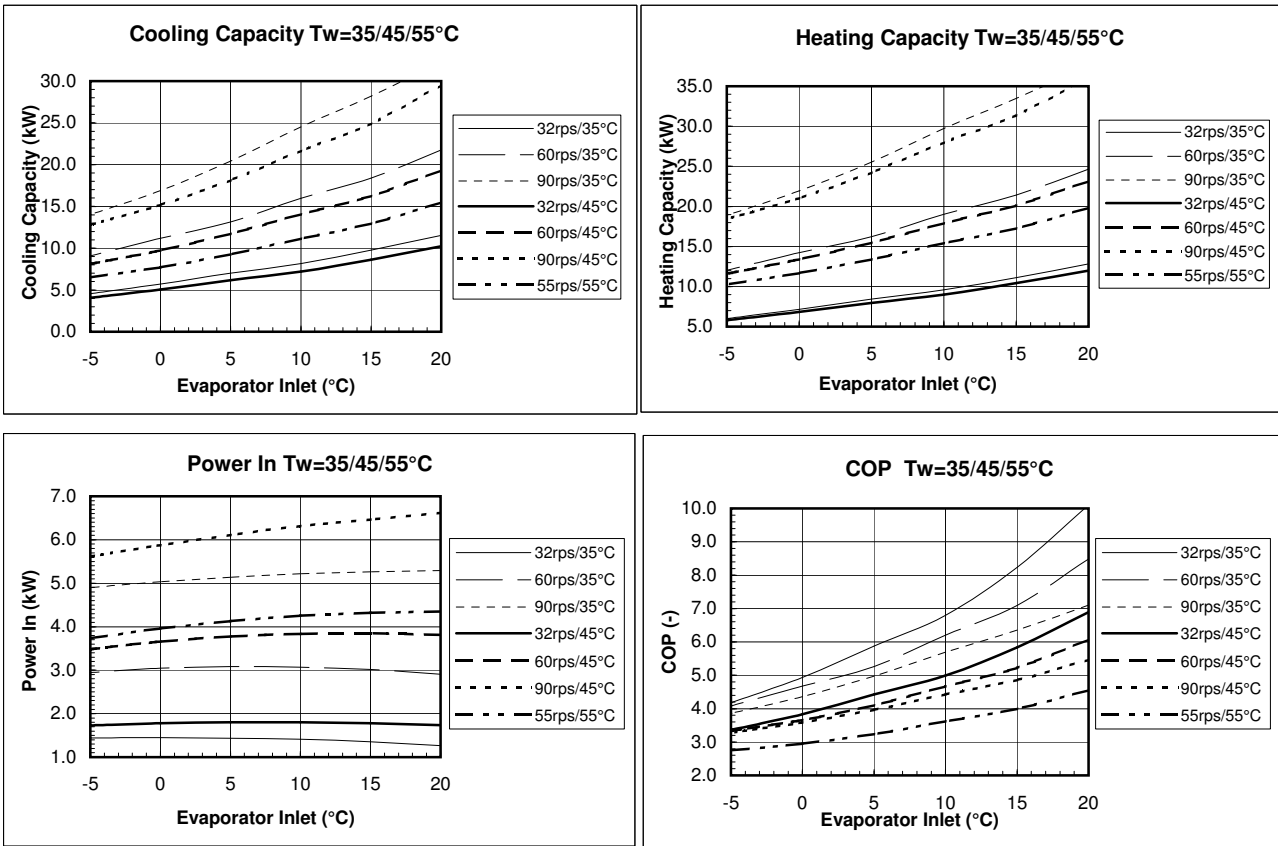 Cooling Capacity Tw=35/45/55°C
Cooling Capacity (kW)
30.0
25.0
20.0
15.0
10.0
5.0
0.0
-5 0 5 10 15 20
Evaporator Inlet (°C)
32rps/35°C
60rps/35°C
90rps/35°C
32rps/45°C
60rps/45°C
90rps/45°C
55rps/55°C
Heating Capacity Tw=35/45/55°C
Heating Capacity (kW)
35.0
30.0
25.0
20.0
15.0
10.0
5.0
-5 0 5 10 15 20
Evaporator Inlet (°C)
32rps/35°C
60rps/35°C
90rps/35°C
32rps/45°C
60rps/45°C
90rps/45°C
55rps/55°C
Power In Tw=35/45/55°C
Power In (kW)
7.0
6.0
5.0
4.0
3.0
2.0
1.0
-5 0 5 10 15 20
Evaporator Inlet (°C)
32rps/35°C
60rps/35°C
90rps/35°C
32rps/45°C
60rps/45°C
90rps/45°C
55rps/55°C
COP Tw=35/45/55°C
COP (-)
10.0
9.0
8.0
7.0
6.0
5.0
4.0
3.0
2.0
-5 0 5 10 15 20
Evaporator Inlet (°C)
32rps/35°C
60rps/35°C
90rps/35°C
32rps/45°C
60rps/45°C
90rps/45°C
55rps/55°C